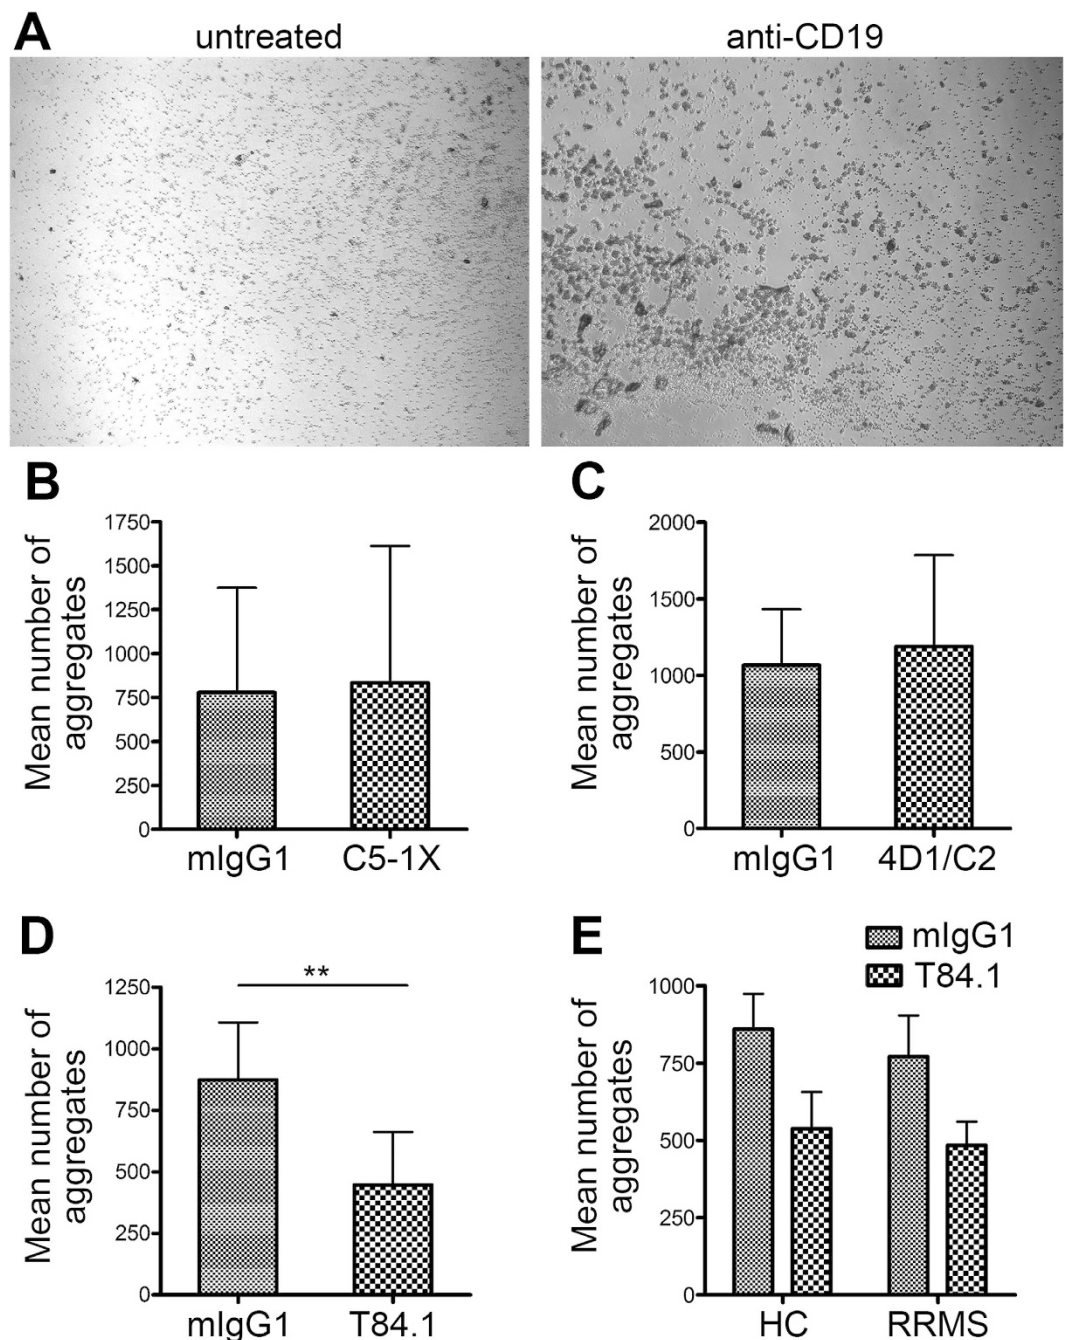 A
untreated
anti-CD19
B
Mean number of
aggregates
1750
1500
1250
1000
750
500
250
0
mIgG1
C5-1X
C
Mean number of
aggregates
2000
1500
1000
500
0
mIgG1
4D1/C2
D
Mean number of
aggregates
1250
1000
750
500
250
0
**
mIgG1
T84.1
E
mIgG1
T84.1
Mean number of
aggregates
1000
750
500
250
0
HC
RRMS